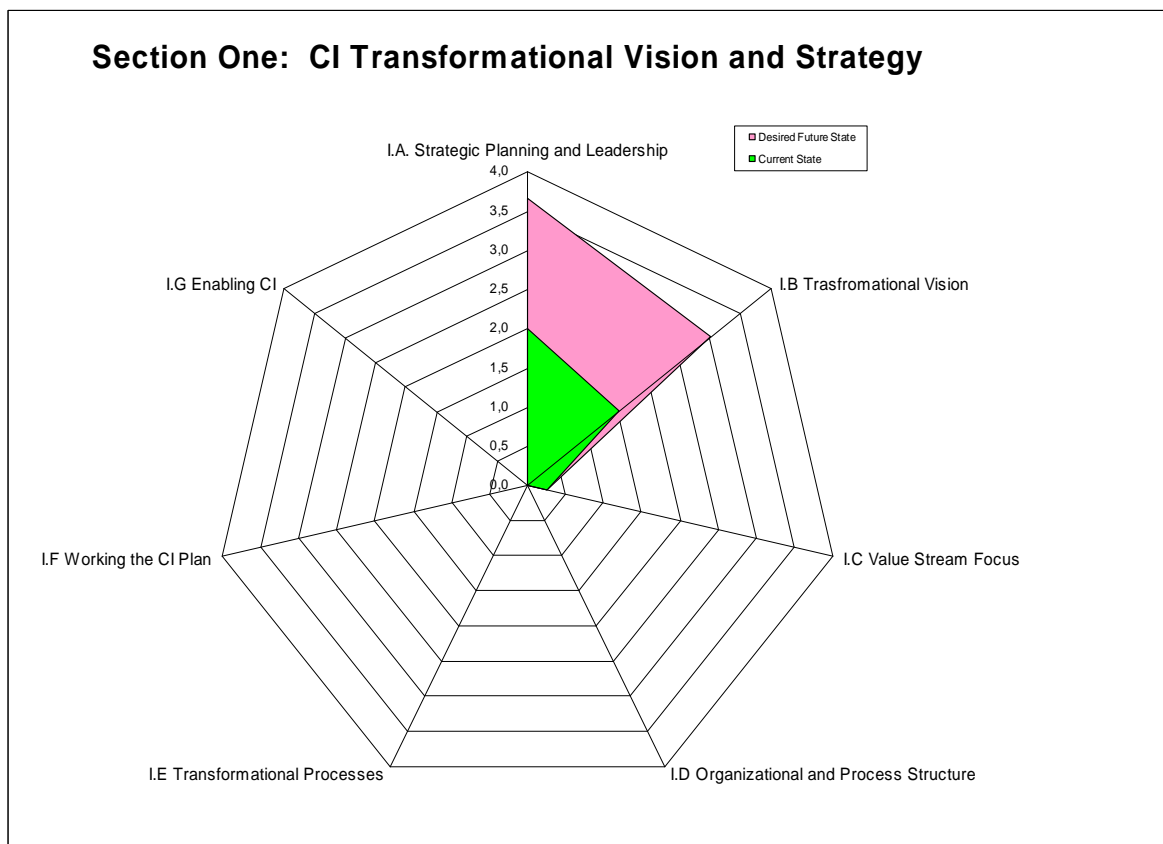 Section One: CI Transformational Vision and Strategy
Desired Future State
Current State
I.A. Strategic Planning and Leadership
4,0
3,5
3,0
2,5
2,0
1,5
1,0
0,5
0,0
I.G Enabling CI
I.B Trasfromational Vision
I.F Working the CI Plan
I.C Value Stream Focus
I.E Transformational Processes
I.D Organizational and Process Structure